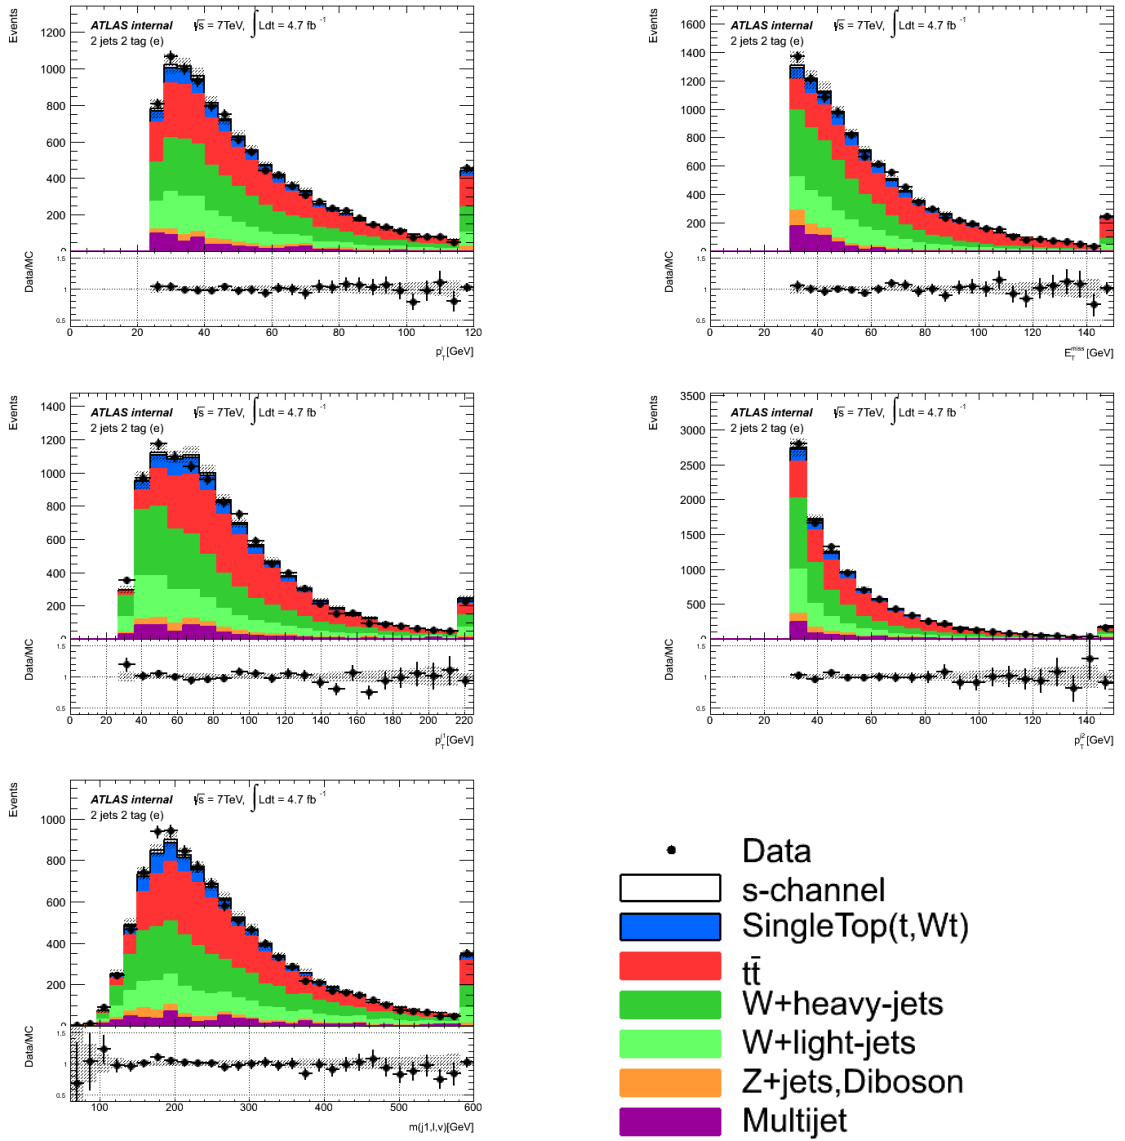 Events
ATLAS internal √s = 7TeV, ∫Ldt = 4.7 fb⁻¹
2 jets 2 tag (e)
1200
1000
800
600
400
200
0
Data/MC
1.5
1
0.5
0 20 40 60 80 100 120
p_T^l [GeV]
Events
ATLAS internal √s = 7TeV, ∫Ldt = 4.7 fb⁻¹
2 jets 2 tag (e)
1600
1400
1200
1000
800
600
400
200
0
Data/MC
1.5
1
0.5
0 20 40 60 80 100 120 140
E_T^miss [GeV]
Events
ATLAS internal √s = 7TeV, ∫Ldt = 4.7 fb⁻¹
2 jets 2 tag (e)
1400
1200
1000
800
600
400
200
0
Data/MC
1.5
1
0.5
0 20 40 60 80 100 120 140 160 180 200 220
p_T^j1 [GeV]
Events
ATLAS internal √s = 7TeV, ∫Ldt = 4.7 fb⁻¹
2 jets 2 tag (e)
3500
3000
2500
2000
1500
1000
500
0
Data/MC
1.5
1
0.5
0 20 40 60 80 100 120 140
p_T^j2 [GeV]
Events
ATLAS internal √s = 7TeV, ∫Ldt = 4.7 fb⁻¹
2 jets 2 tag (e)
1000
800
600
400
200
0
Data/MC
1.5
1
0.5
100 200 300 400 500 600
m(j1,l,ν)[GeV]
Data
s-channel
SingleTop(t,Wt)
tt̄
W+heavy-jets
W+light-jets
Z+jets,Diboson
Multijet